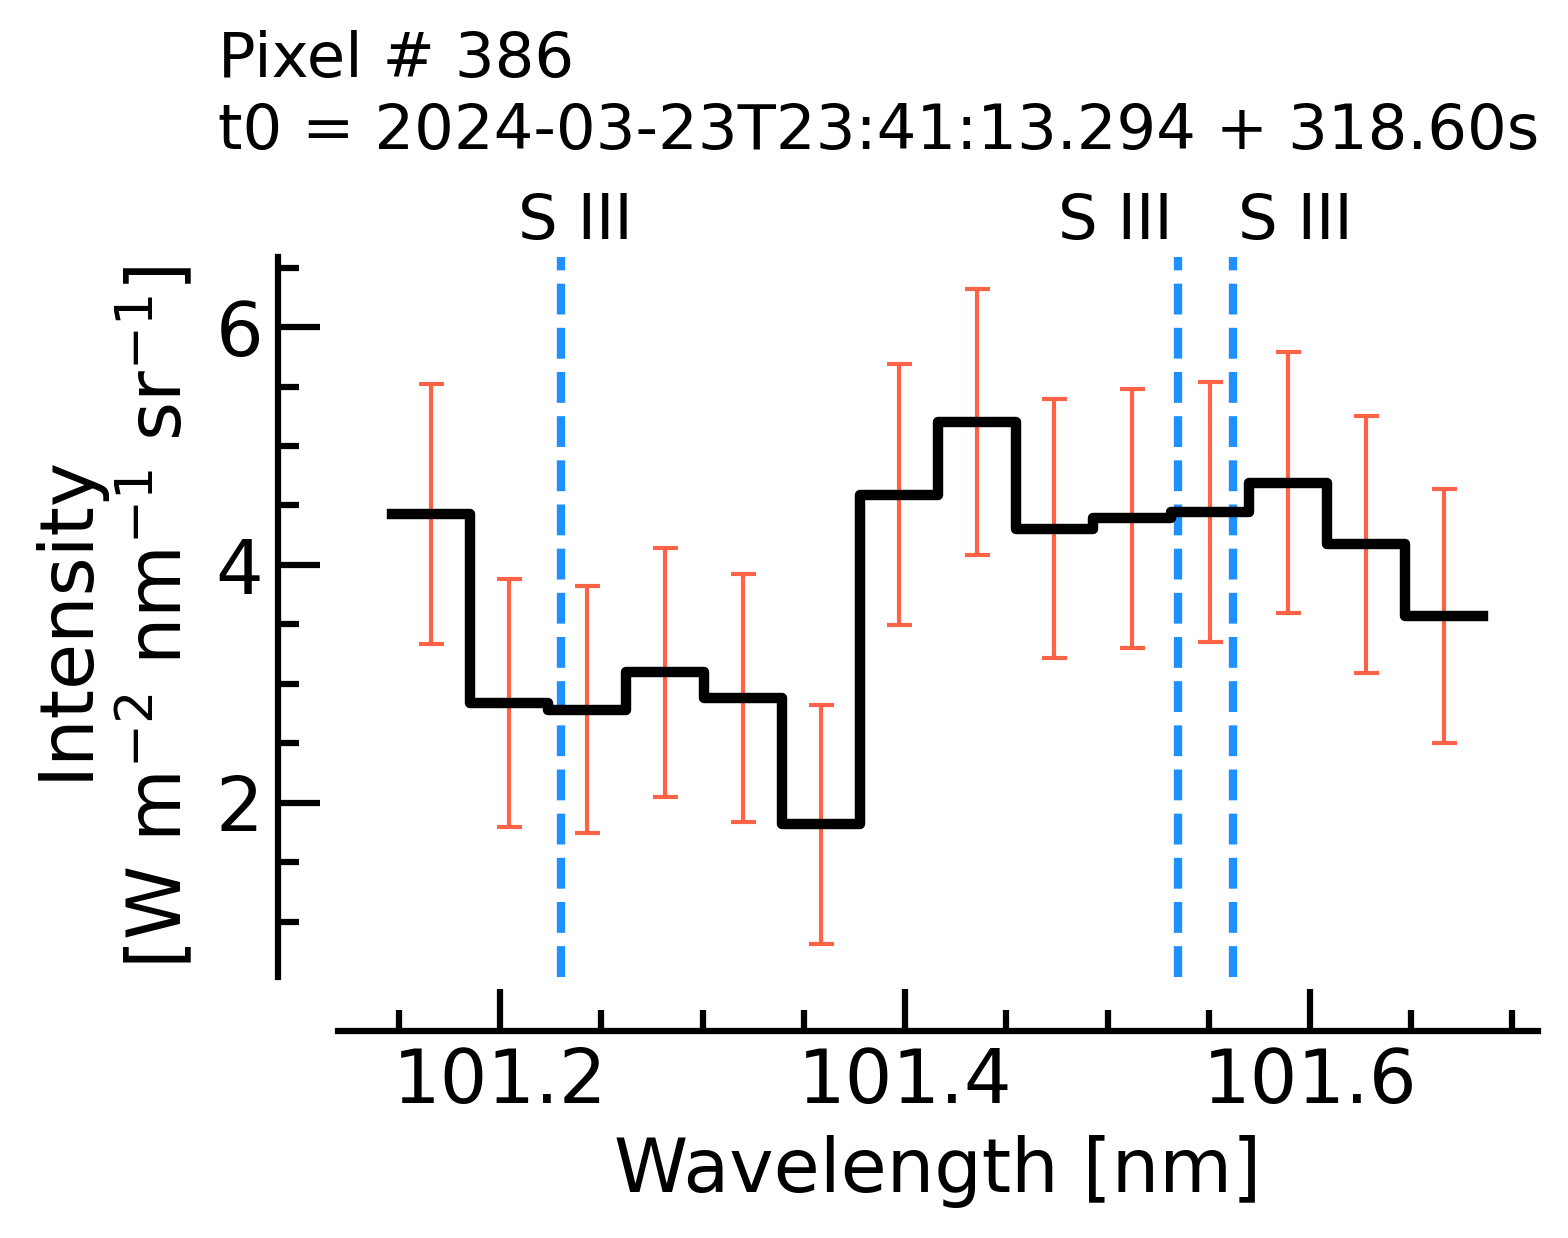 Pixel # 386
t0 = 2024-03-23T23:41:13.294 + 318.60s
S III S III S III
Intensity
[W m⁻² nm⁻¹ sr⁻¹]
6
4
2
101.2 101.4 101.6
Wavelength [nm]